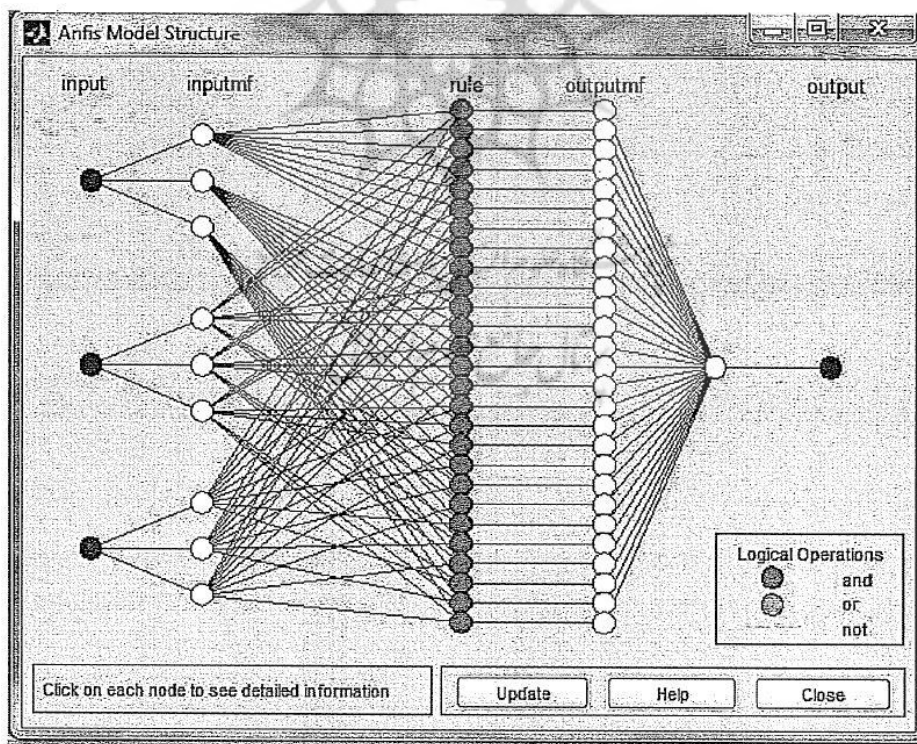 Anfis Model Structure
input inputmf rule outputmf output
Logical Operations
and
or
not
Click on each node to see detailed information
Update Help Close